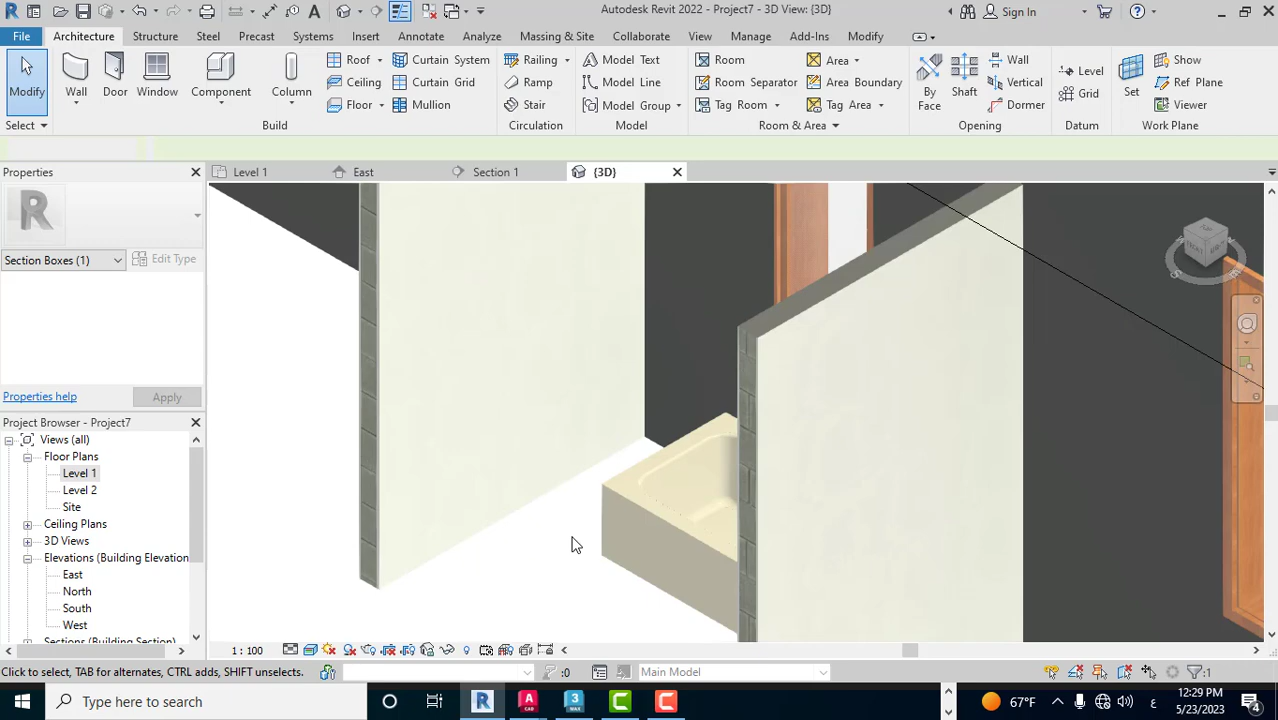 Autodesk Revit 2022 - Project7 - 3D View: {3D}
Sign In
File
Architecture
Structure
Steel
Precast
Systems
Insert
Annotate
Analyze
Massing & Site
Collaborate
View
Manage
Add-Ins
Modify
Modify
Wall
Door
Window
Component
Column
Roof
Ceiling
Floor
Curtain System
Curtain Grid
Mullion
Railing
Ramp
Stair
Model Text
Model Line
Model Group
Room
Room Separator
Tag Room
Area
Area Boundary
Tag Area
By
Face
Shaft
Wall
Vertical
Dormer
Level
Grid
Set
Show
Ref Plane
Viewer
Select
Build
Circulation
Model
Room & Area
Opening
Datum
Work Plane
Properties
Level 1
East
Section 1
{3D}
Section Boxes (1)
Edit Type
Properties help
Apply
Project Browser - Project7
Views (all)
Floor Plans
Level 1
Level 2
Site
Ceiling Plans
3D Views
Elevations (Building Elevation
East
North
South
West
Sections (Building Section)
1 : 100
Click to select, TAB for alternates, CTRL adds, SHIFT unselects.
:0
Main Model
:1
Type here to search
67°F
ع
12:29 PM
5/23/2023
4